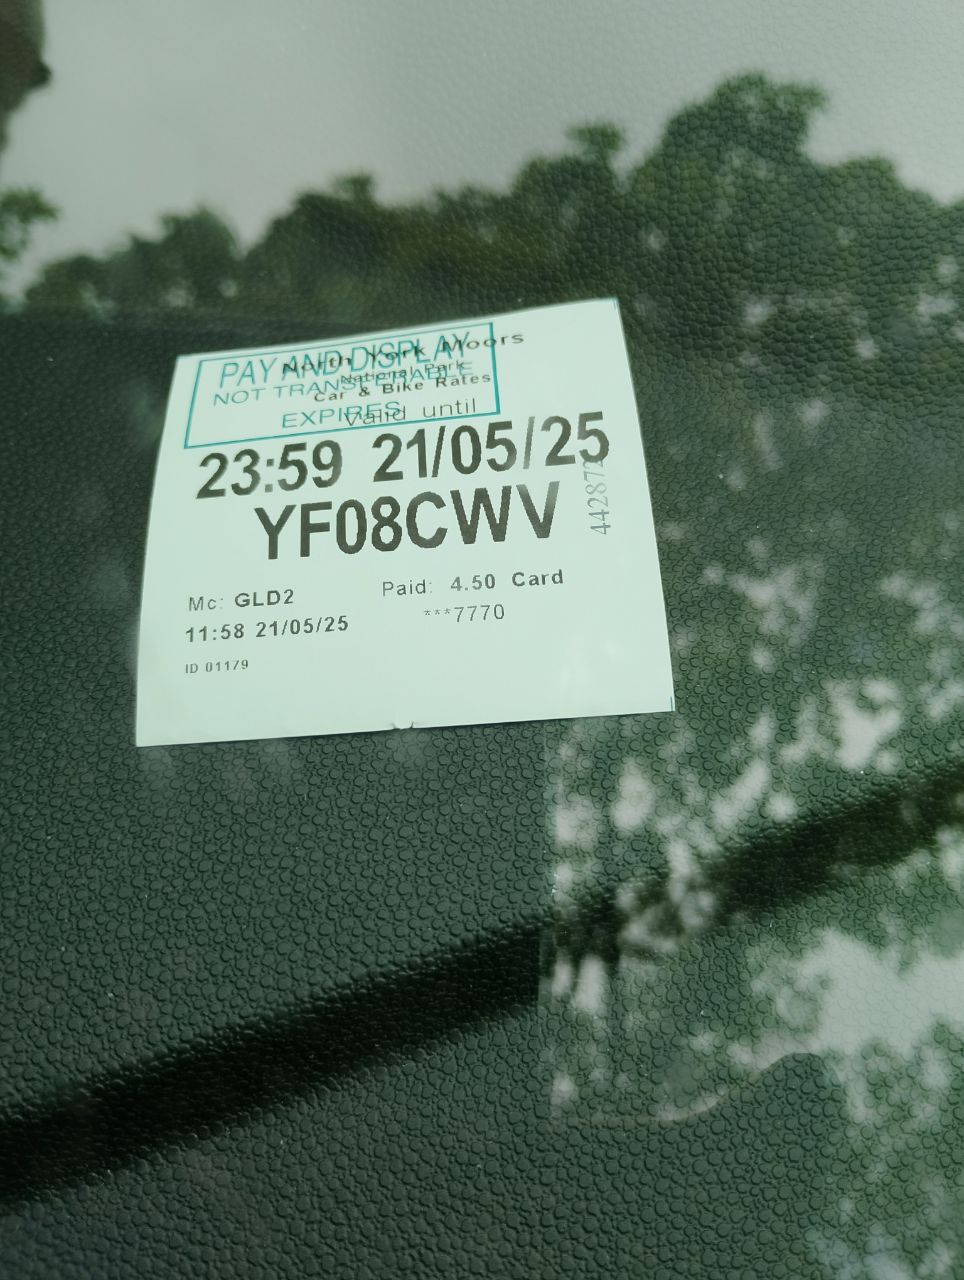 PAY AND DISPLAY
North York Moors
National Park
NOT TRANSFERABLE
Car & Bike Rates
EXPIRES
Valid until
23:59 21/05/25
YF08CWV
Mc: GLD2 Paid: 4.50 Card
11:58 21/05/25 ***7770
ID 01179